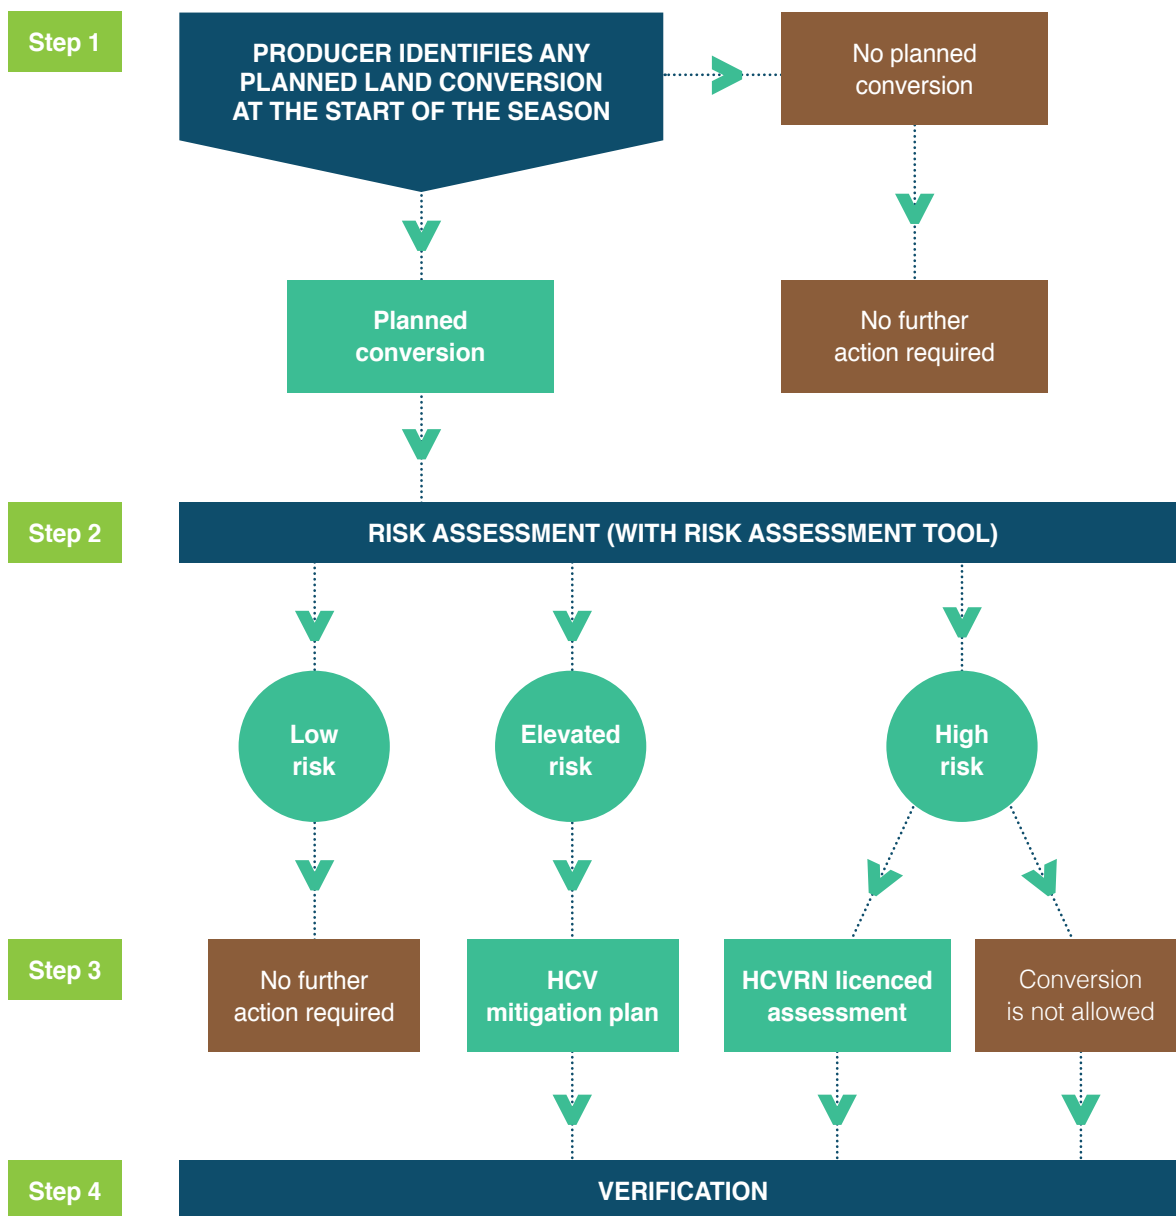 Step 1
PRODUCER IDENTIFIES ANY
PLANNED LAND CONVERSION
AT THE START OF THE SEASON
No planned
conversion
Planned
conversion
No further
action required
Step 2
RISK ASSESSMENT (WITH RISK ASSESSMENT TOOL)
Low
risk
Elevated
risk
High
risk
Step 3
No further
action required
HCV
mitigation plan
HCVRN licenced
assessment
Conversion
is not allowed
Step 4
VERIFICATION